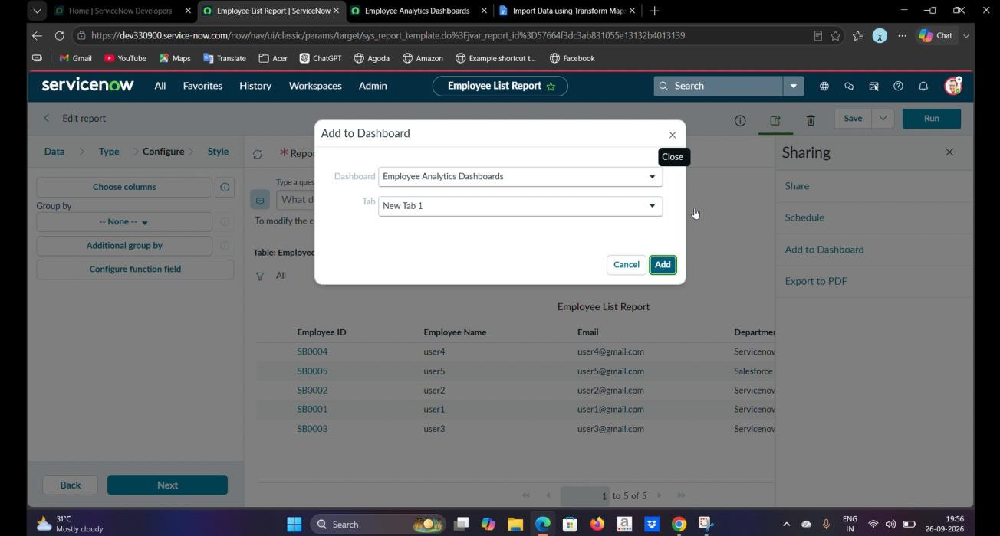 Home | ServiceNow Developers
Employee List Report | ServiceNow
Employee Analytics Dashboards
Import Data using Transform Map
https://dev330900.service-now.com/now/nav/ui/classic/params/target/sys_report_template.do%3Fjvar_report_id%3D57664f3dc3ab831055e13132b4013139
Chat
Gmail
YouTube
Maps
Translate
Acer
ChatGPT
Agoda
Amazon
Example shortcut t...
Facebook
servicenow
All
Favorites
History
Workspaces
Admin
Employee List Report
Search
Edit report
Save
Run
Data
Type
Configure
Style
Choose columns
Group by
-- None --
Additional group by
Configure function field
Back
Next
* Repor
Type a ques
What d
To modify the c
Table: Employee
All
Add to Dashboard
Close
Dashboard
Employee Analytics Dashboards
Tab
New Tab 1
Cancel
Add
Employee List Report
Employee ID Employee Name Email Departmen
SB0004 user4 user4@gmail.com Servicenow
SB0005 user5 user5@gmail.com Salesforce
SB0002 user2 user2@gmail.com Servicenow
SB0001 user1 user1@gmail.com Servicenow
SB0003 user3 user3@gmail.com Servicenow
1 to 5 of 5
Sharing
Share
Schedule
Add to Dashboard
Export to PDF
31°C
Mostly cloudy
Search
ENG
IN
19:56
26-09-2026